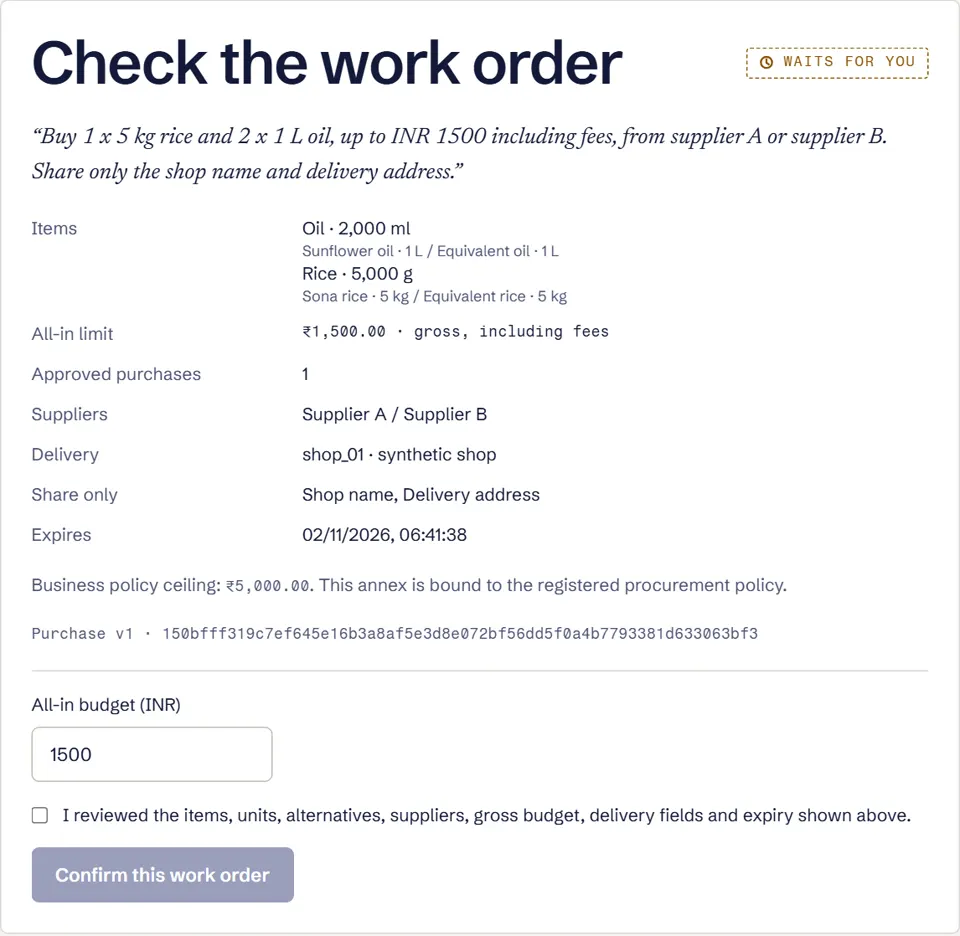 Check the work order
WAITS FOR YOU
“Buy 1 x 5 kg rice and 2 x 1 L oil, up to INR 1500 including fees, from supplier A or supplier B.
Share only the shop name and delivery address.”
Items
Oil · 2,000 ml
Sunflower oil · 1 L / Equivalent oil · 1 L
Rice · 5,000 g
Sona rice · 5 kg / Equivalent rice · 5 kg
All-in limit
₹1,500.00 · gross, including fees
Approved purchases
1
Suppliers
Supplier A / Supplier B
Delivery
shop_01 · synthetic shop
Share only
Shop name, Delivery address
Expires
02/11/2026, 06:41:38
Business policy ceiling: ₹5,000.00. This annex is bound to the registered procurement policy.
Purchase v1 · 150bfff319c7ef645e16b3a8af5e3d8e072bf56dd5f0a4b7793381d633063bf3
All-in budget (INR)
1500
I reviewed the items, units, alternatives, suppliers, gross budget, delivery fields and expiry shown above.
Confirm this work order